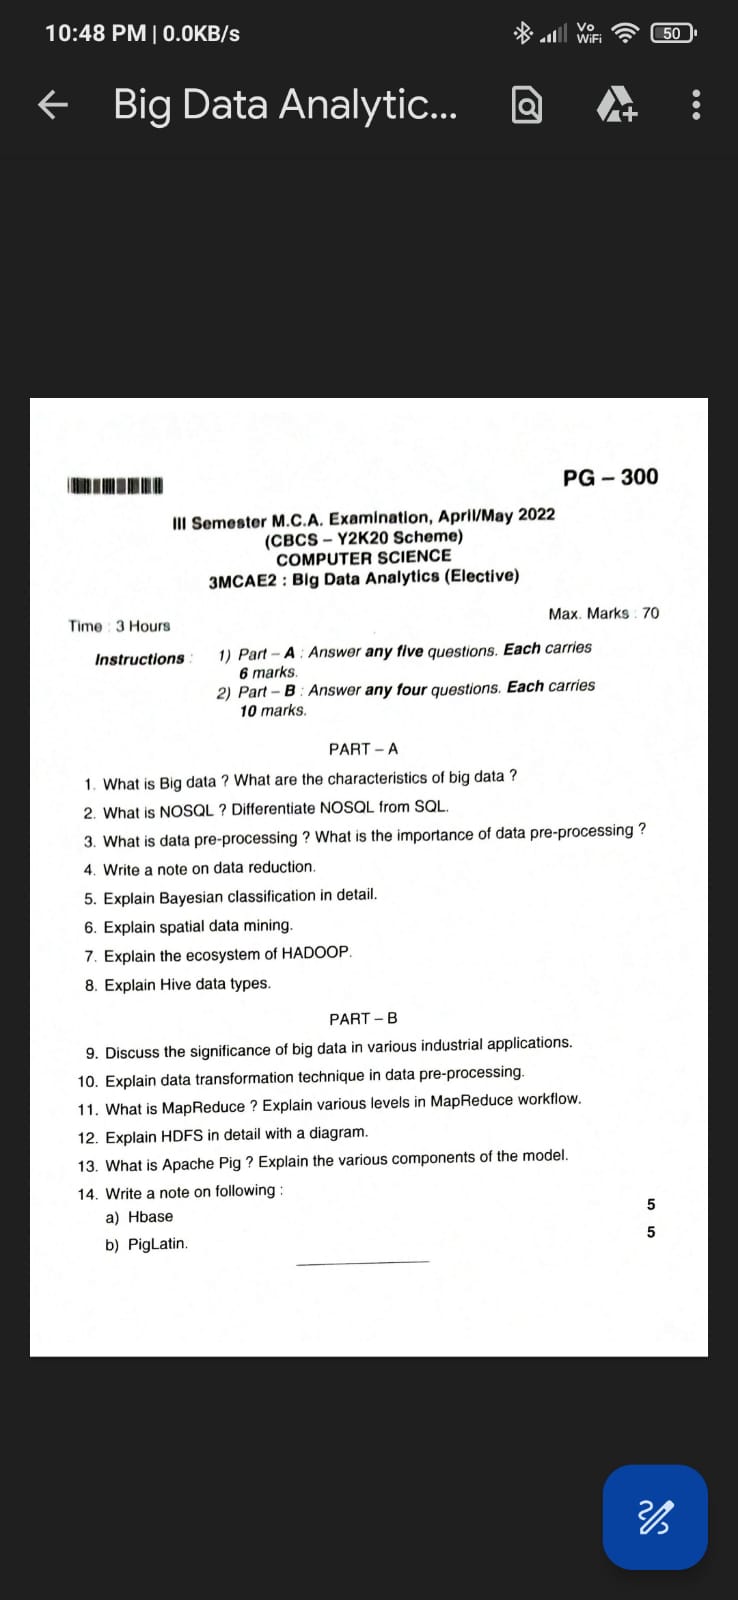 10:48 PM | 0.0KB/s
Vo WiFi
50
Big Data Analytic...
PG – 300
III Semester M.C.A. Examination, April/May 2022
(CBCS – Y2K20 Scheme)
COMPUTER SCIENCE
3MCAE2 : Big Data Analytics (Elective)
Time : 3 Hours
Max. Marks : 70
Instructions : 1) Part – A : Answer any five questions. Each carries
6 marks.
2) Part – B : Answer any four questions. Each carries
10 marks.
PART – A
1. What is Big data ? What are the characteristics of big data ?
2. What is NOSQL ? Differentiate NOSQL from SQL.
3. What is data pre-processing ? What is the importance of data pre-processing ?
4. Write a note on data reduction.
5. Explain Bayesian classification in detail.
6. Explain spatial data mining.
7. Explain the ecosystem of HADOOP.
8. Explain Hive data types.
PART – B
9. Discuss the significance of big data in various industrial applications.
10. Explain data transformation technique in data pre-processing.
11. What is MapReduce ? Explain various levels in MapReduce workflow.
12. Explain HDFS in detail with a diagram.
13. What is Apache Pig ? Explain the various components of the model.
14. Write a note on following :
a) Hbase 5
b) PigLatin. 5